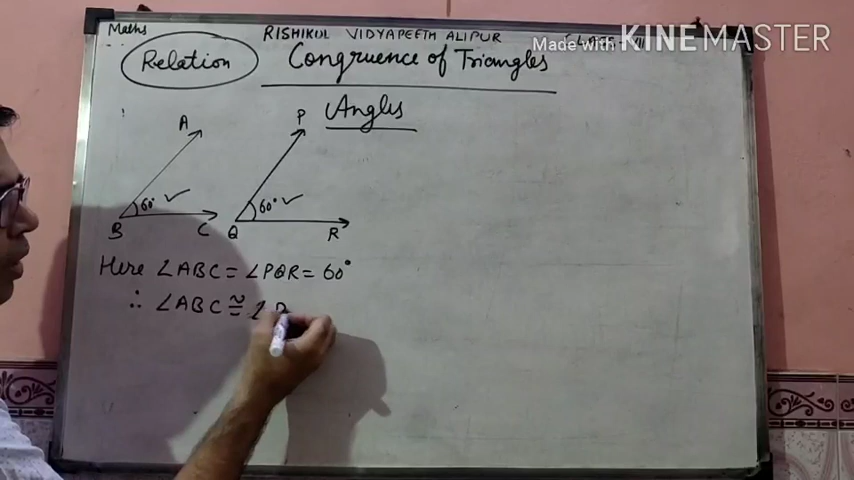 Maths
RISHIKUL VIDYAPEETH ALIPUR
Made with KINEMASTER
Relation
Congruence of Triangles
Angles
A
P
60° ✓
60° ✓
B
C
Q
R
Here ∠ABC = ∠PQR = 60°
∴ ∠ABC ≅ ∠P